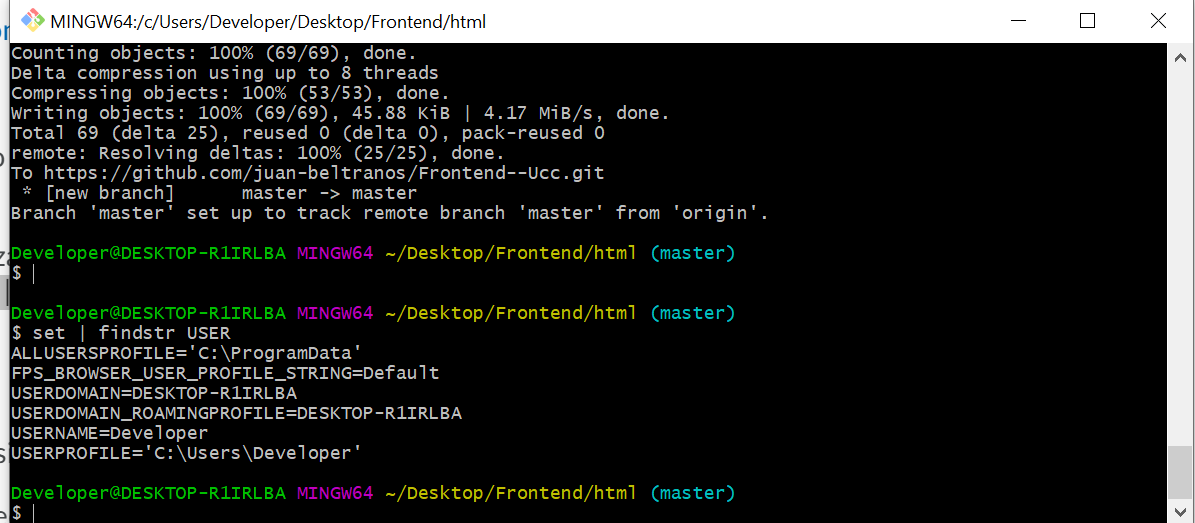 MINGW64:/c/Users/Developer/Desktop/Frontend/html
Counting objects: 100% (69/69), done.
Delta compression using up to 8 threads
Compressing objects: 100% (53/53), done.
Writing objects: 100% (69/69), 45.88 KiB | 4.17 MiB/s, done.
Total 69 (delta 25), reused 0 (delta 0), pack-reused 0
remote: Resolving deltas: 100% (25/25), done.
To https://github.com/juan-beltranos/Frontend--Ucc.git
 * [new branch]      master -> master
Branch 'master' set up to track remote branch 'master' from 'origin'.
Developer@DESKTOP-R1IRLBA MINGW64 ~/Desktop/Frontend/html (master)
$
Developer@DESKTOP-R1IRLBA MINGW64 ~/Desktop/Frontend/html (master)
$ set | findstr USER
ALLUSERSPROFILE='C:\ProgramData'
FPS_BROWSER_USER_PROFILE_STRING=Default
USERDOMAIN=DESKTOP-R1IRLBA
USERDOMAIN_ROAMINGPROFILE=DESKTOP-R1IRLBA
USERNAME=Developer
USERPROFILE='C:\Users\Developer'
Developer@DESKTOP-R1IRLBA MINGW64 ~/Desktop/Frontend/html (master)
$